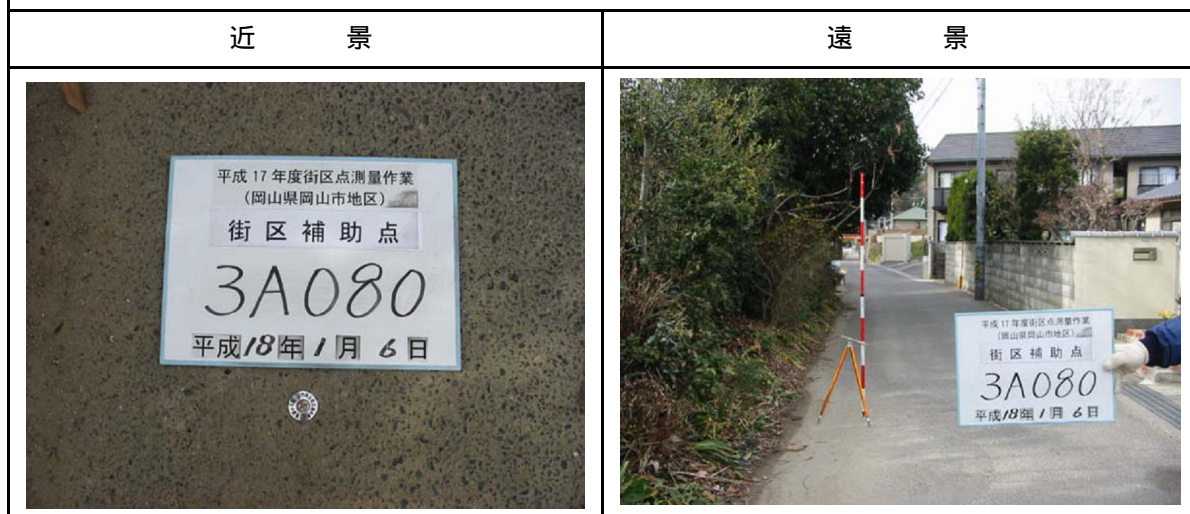 近景
遠景
平成17年度街区点測量作業
(岡山県岡山市地区)
街区補助点
3A080
平成18年1月6日
平成17年度街区点測量作業
(岡山県岡山市地区)
街区補助点
3A080
平成18年1月6日